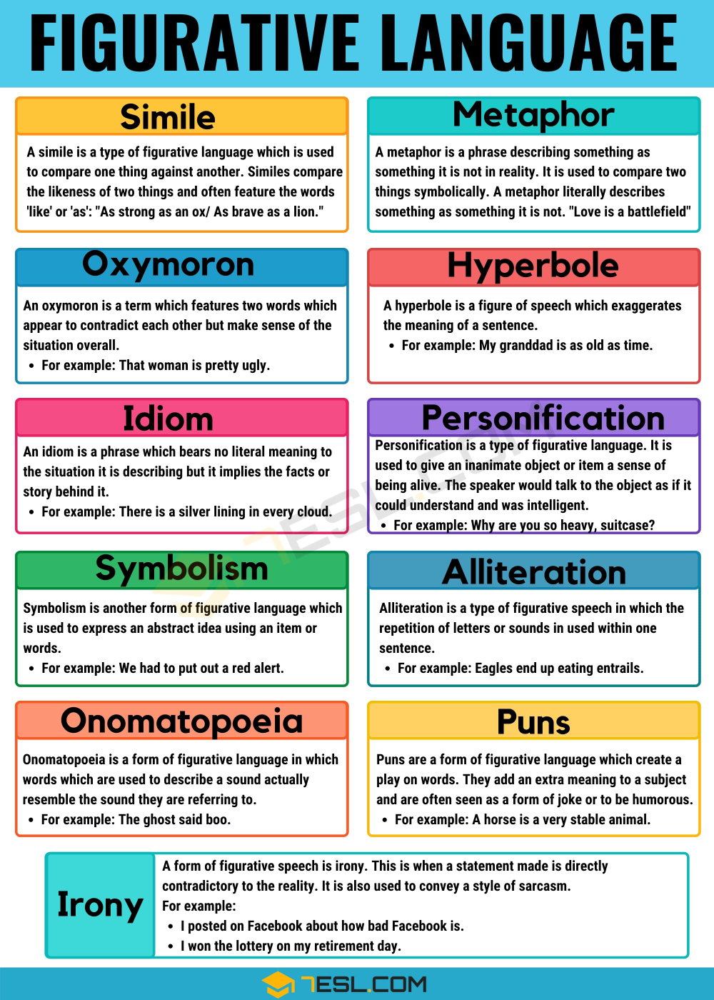 FIGURATIVE LANGUAGE
Simile
A simile is a type of figurative language which is used
to compare one thing against another. Similes compare
the likeness of two things and often feature the words
'like' or 'as': "As strong as an ox/ As brave as a lion."
Metaphor
A metaphor is a phrase describing something as
something it is not in reality. It is used to compare two
things symbolically. A metaphor literally describes
something as something it is not. "Love is a battlefield"
Oxymoron
An oxymoron is a term which features two words which
appear to contradict each other but make sense of the
situation overall.
• For example: That woman is pretty ugly.
Hyperbole
A hyperbole is a figure of speech which exaggerates
the meaning of a sentence.
• For example: My granddad is as old as time.
Idiom
An idiom is a phrase which bears no literal meaning to
the situation it is describing but it implies the facts or
story behind it.
• For example: There is a silver lining in every cloud.
Personification
Personification is a type of figurative language. It is
used to give an inanimate object or item a sense of
being alive. The speaker would talk to the object as if it
could understand and was intelligent.
• For example: Why are you so heavy, suitcase?
Symbolism
Symbolism is another form of figurative language which
is used to express an abstract idea using an item or
words.
• For example: We had to put out a red alert.
Alliteration
Alliteration is a type of figurative speech in which the
repetition of letters or sounds in used within one
sentence.
• For example: Eagles end up eating entrails.
Onomatopoeia
Onomatopoeia is a form of figurative language in which
words which are used to describe a sound actually
resemble the sound they are referring to.
• For example: The ghost said boo.
Puns
Puns are a form of figurative language which create a
play on words. They add an extra meaning to a subject
and are often seen as a form of joke or to be humorous.
• For example: A horse is a very stable animal.
Irony
A form of figurative speech is irony. This is when a statement made is directly
contradictory to the reality. It is also used to convey a style of sarcasm.
For example:
• I posted on Facebook about how bad Facebook is.
• I won the lottery on my retirement day.
7ESL.COM
7ESL.COM